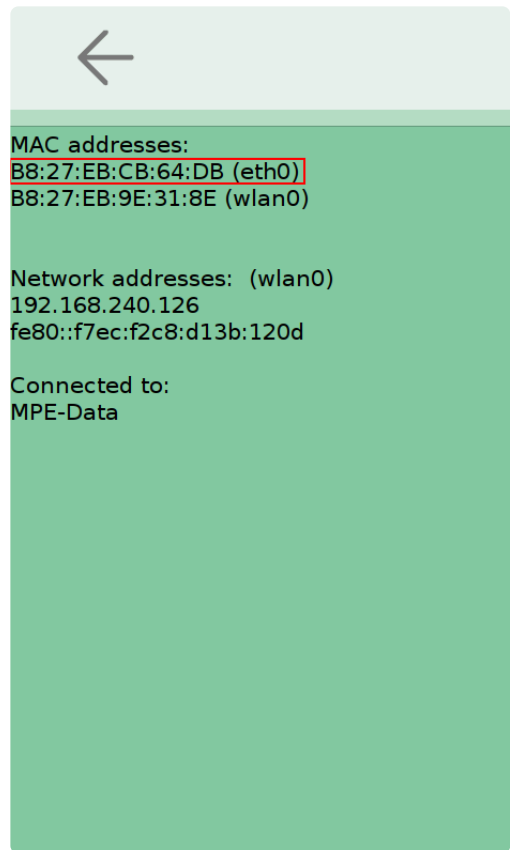 MAC addresses:
B8:27:EB:CB:64:DB (eth0)
B8:27:EB:9E:31:8E (wlan0)
Network addresses:  (wlan0)
192.168.240.126
fe80::f7ec:f2c8:d13b:120d
Connected to:
MPE-Data